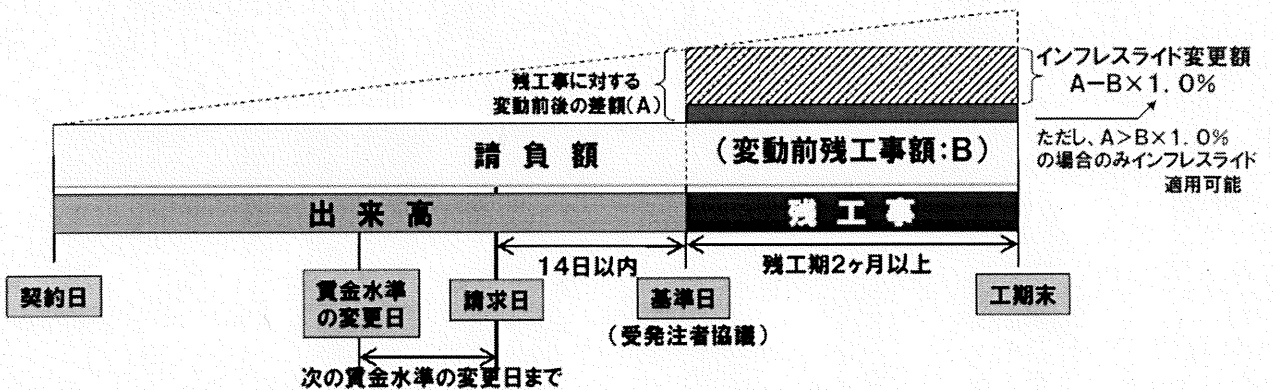 残工事に対する
変動前後の差額(A)
インフレスライド変更額
A-B×1.0%
ただし、A>B×1.0%
の場合のみインフレスライド
適用可能
請負額
(変動前残工事額:B)
出来高
残工事
14日以内
残工期2ヶ月以上
契約日
賃金水準
の変更日
請求日
基準日
(受発注者協議)
工期末
次の賃金水準の変更日まで